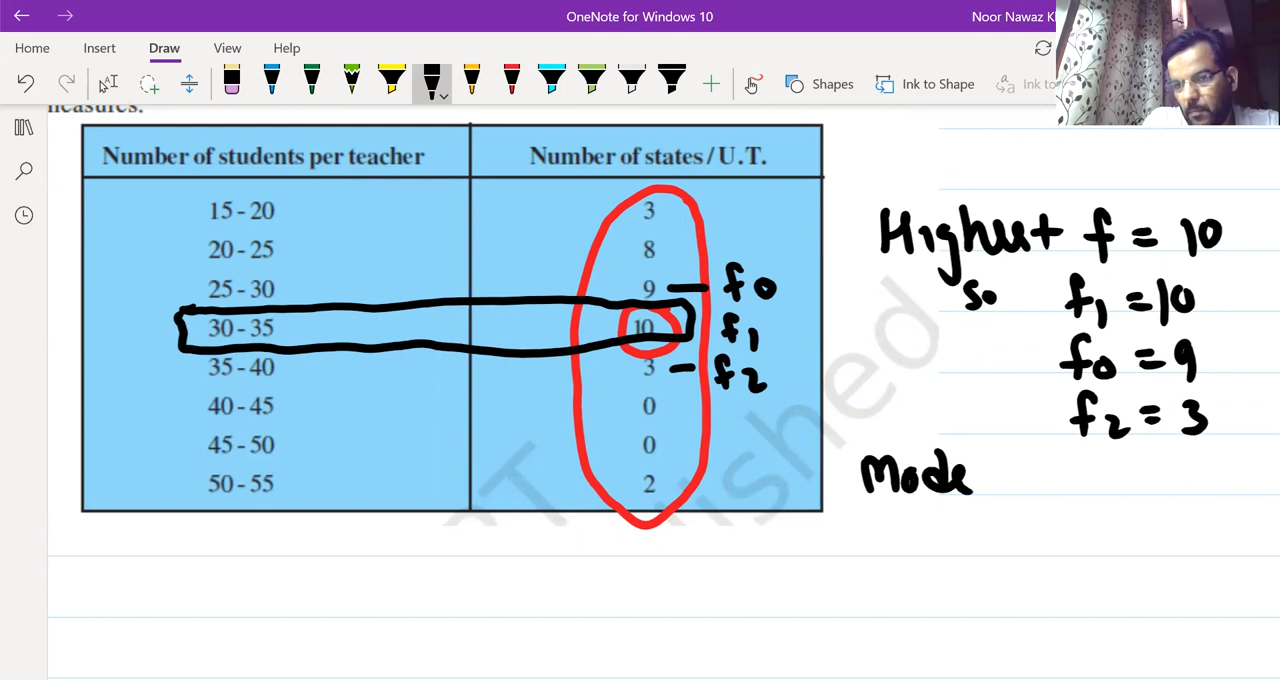 OneNote for Windows 10
Noor Nawaz K
Home Insert Draw View Help
Shapes Ink to Shape Ink to
measures.
Number of students per teacher Number of states / U.T.
15 - 20 3
20 - 25 8
25 - 30 9 f0
30 - 35 10 f1
35 - 40 3 f2
40 - 45 0
45 - 50 0
50 - 55 2
Highest f = 10
so f1 = 10
f0 = 9
f2 = 3
Mode